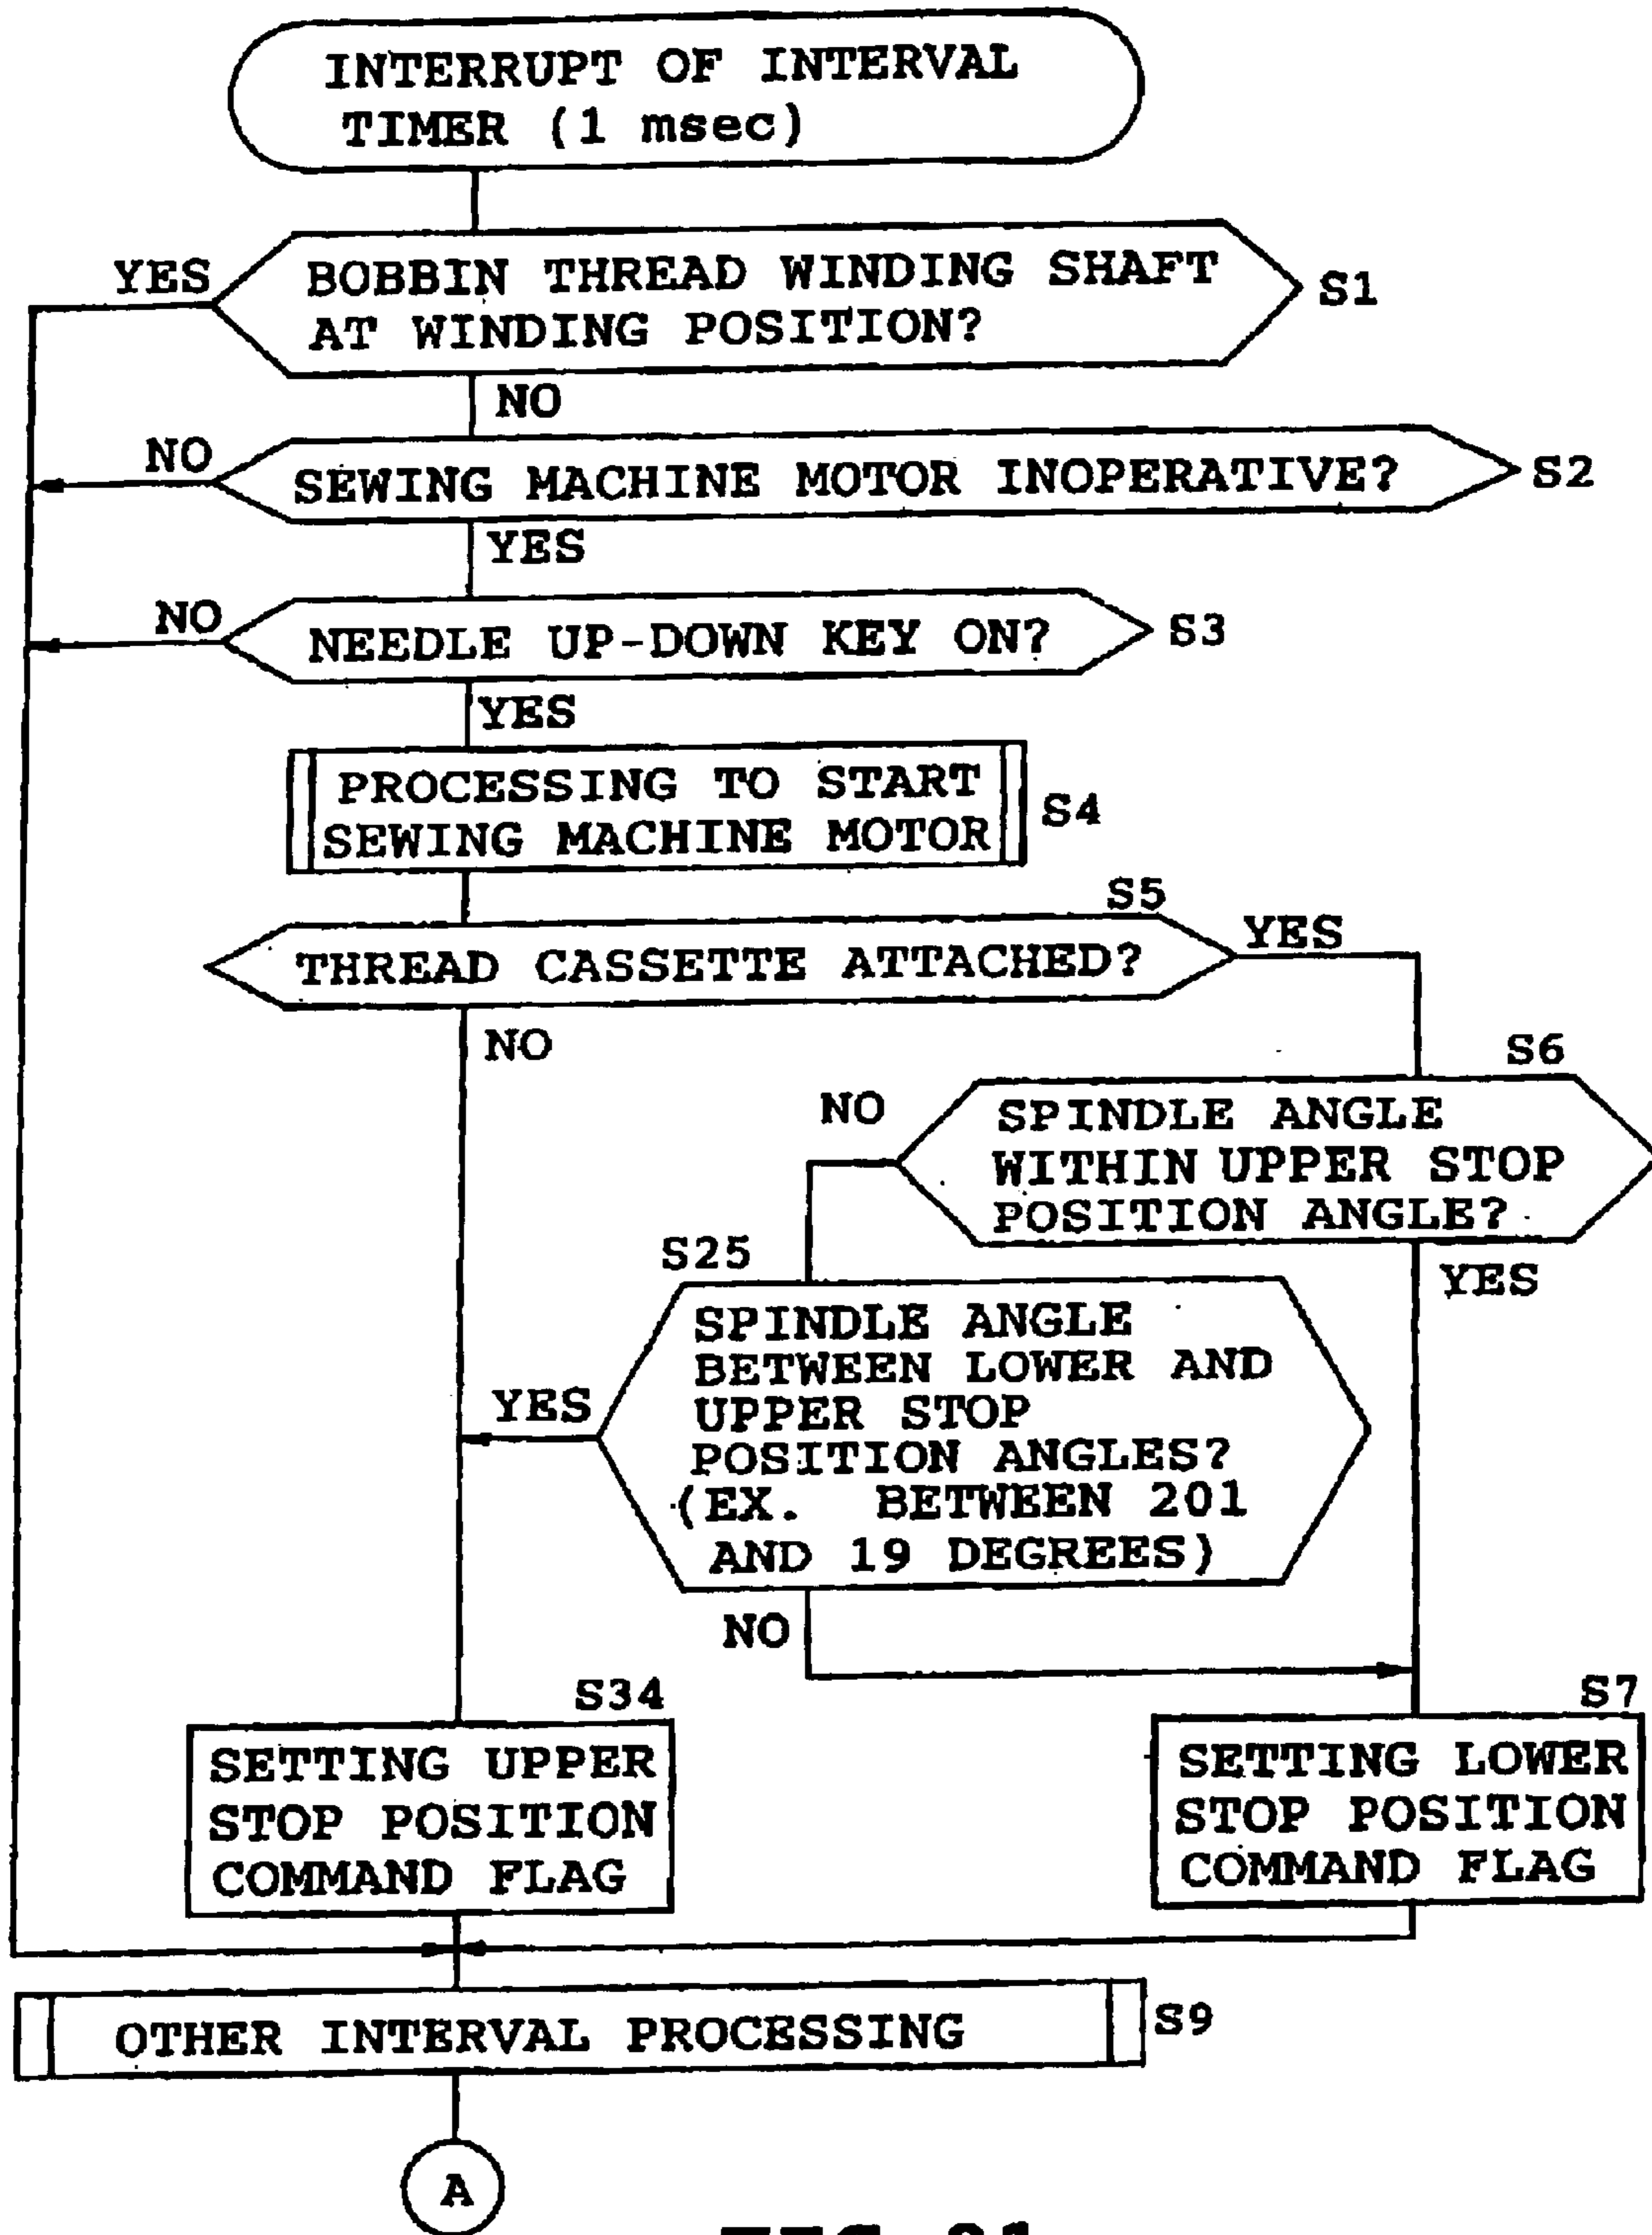 INTERRUPT OF INTERVAL
TIMER (1 msec)
YES
BOBBIN THREAD WINDING SHAFT
AT WINDING POSITION?
S1
NO
NO
SEWING MACHINE MOTOR INOPERATIVE?
S2
YES
NO
NEEDLE UP-DOWN KEY ON?
S3
YES
PROCESSING TO START
SEWING MACHINE MOTOR
S4
S5
THREAD CASSETTE ATTACHED?
YES
NO
S6
NO
SPINDLE ANGLE
WITHIN UPPER STOP
POSITION ANGLE?
YES
S25
SPINDLE ANGLE
BETWEEN LOWER AND
UPPER STOP
POSITION ANGLES?
(EX. BETWEEN 201
AND 19 DEGREES)
YES
NO
S34
SETTING UPPER
STOP POSITION
COMMAND FLAG
S7
SETTING LOWER
STOP POSITION
COMMAND FLAG
OTHER INTERVAL PROCESSING
S9
A